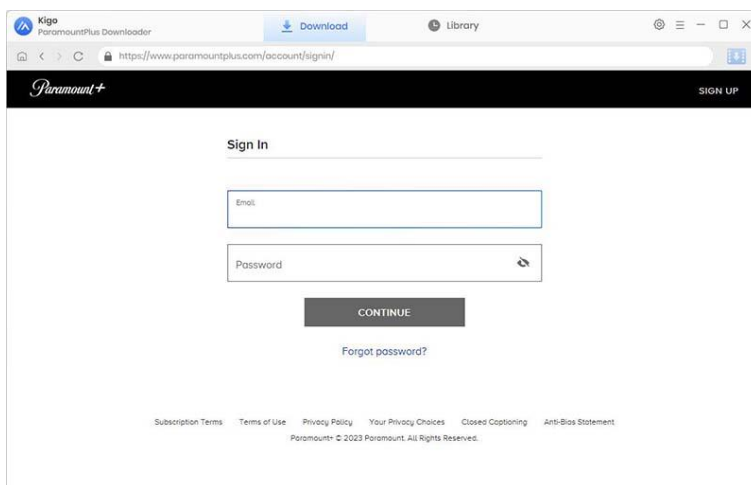 Kigo
ParamountPlus Downloader
Download
Library
https://www.paramountplus.com/account/signin/
Paramount+
SIGN UP
Sign In
Email
Password
CONTINUE
Forgot password?
Subscription Terms Terms of Use Privacy Policy Your Privacy Choices Closed Captioning Anti-Bias Statement
Paramount+ © 2023 Paramount. All Rights Reserved.